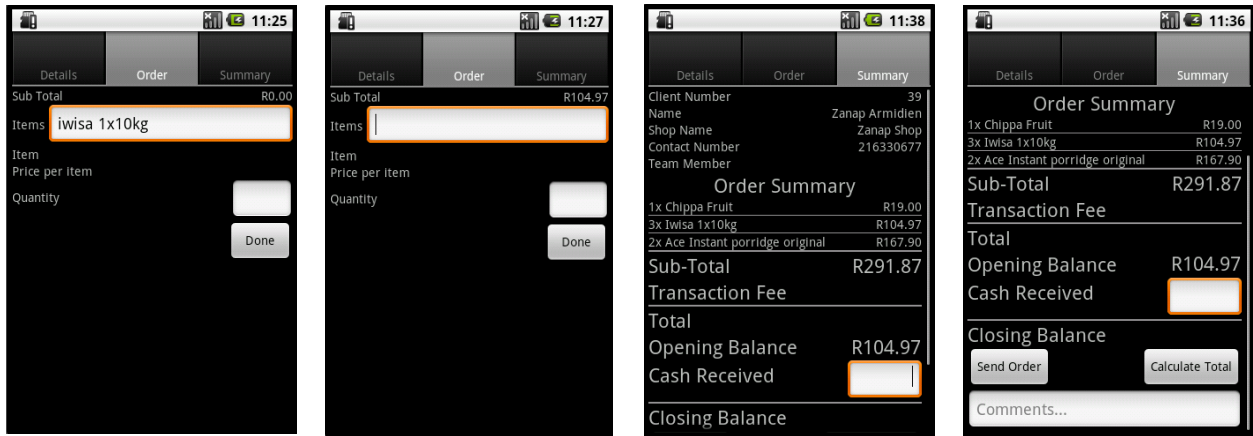 11:25
Details Order Summary
Sub Total R0.00
Items iwisa 1x10kg
Item
Price per item
Quantity
Done
11:27
Details Order Summary
Sub Total R104.97
Items
Item
Price per item
Quantity
Done
11:38
Details Order Summary
Client Number 39
Name Zanap Armidien
Shop Name Zanap Shop
Contact Number 216330677
Team Member
Order Summary
1x Chippa Fruit R19.00
3x Iwisa 1x10kg R104.97
2x Ace Instant porridge original R167.90
Sub-Total R291.87
Transaction Fee
Total
Opening Balance R104.97
Cash Received
Closing Balance
11:36
Details Order Summary
Order Summary
1x Chippa Fruit R19.00
3x Iwisa 1x10kg R104.97
2x Ace Instant porridge original R167.90
Sub-Total R291.87
Transaction Fee
Total
Opening Balance R104.97
Cash Received
Closing Balance
Send Order Calculate Total
Comments...